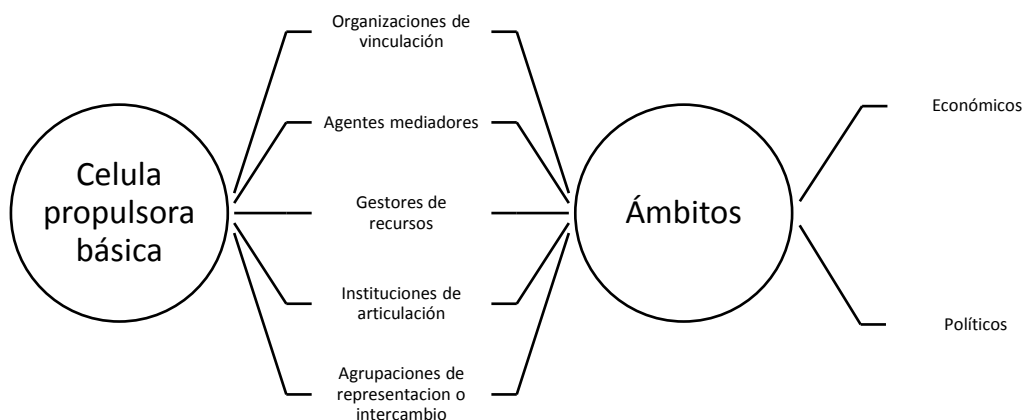 Celula
propulsora
básica
Organizaciones de
vinculación
Agentes mediadores
Gestores de
recursos
Instituciones de
articulación
Agrupaciones de
representacion o
intercambio
Ámbitos
Económicos
Políticos